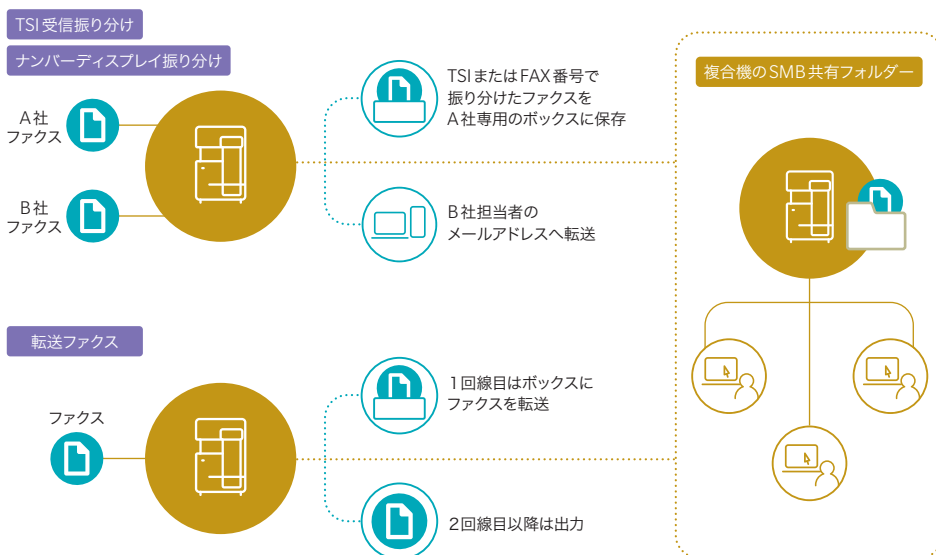 TSI受信振り分け
ナンバーディスプレイ振り分け
A社
ファクス
B社
ファクス
TSIまたはFAX番号で
振り分けたファクスを
A社専用のボックスに保存
B社担当者の
メールアドレスへ転送
複合機のSMB共有フォルダー
転送ファクス
ファクス
1回線目はボックスに
ファクスを転送
2回線目以降は出力